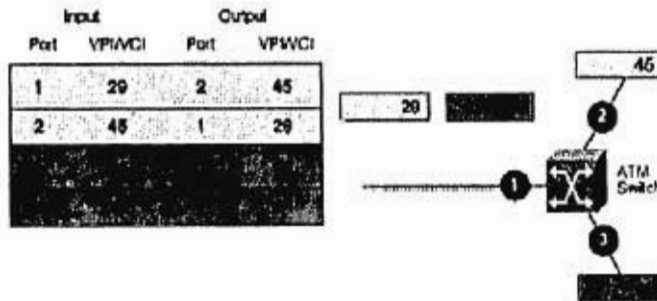 Input Output
Port VPI/VCI Port VPI/VCI
1 29 2 45
2 45 1 29
29
45
2
1
ATM
Switch
3